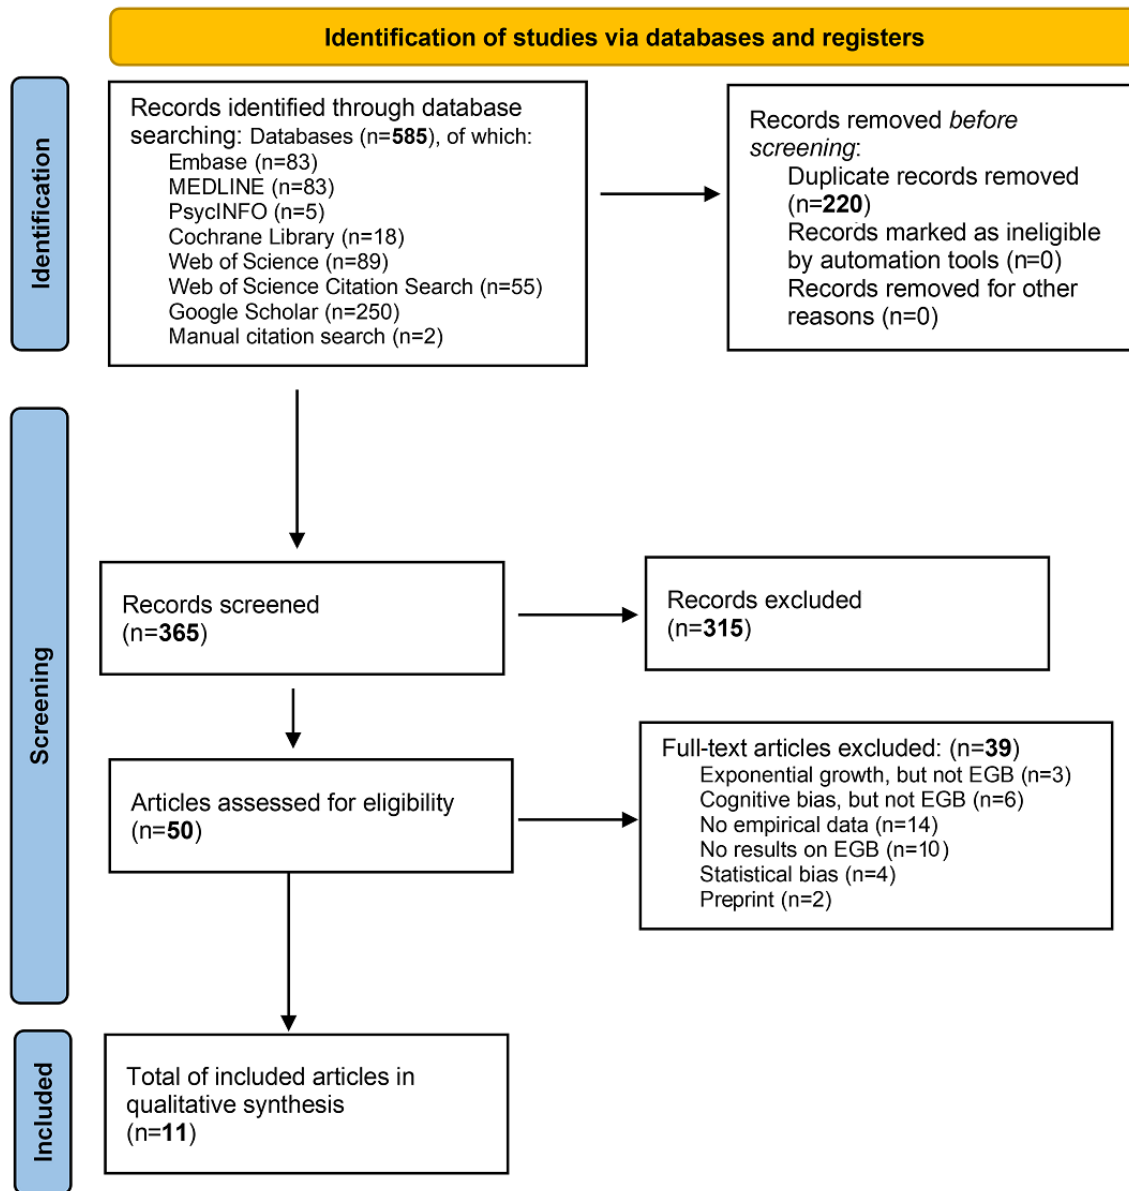 Identification of studies via databases and registers
Identification
Records identified through database
searching: Databases (n=585), of which:
Embase (n=83)
MEDLINE (n=83)
PsycINFO (n=5)
Cochrane Library (n=18)
Web of Science (n=89)
Web of Science Citation Search (n=55)
Google Scholar (n=250)
Manual citation search (n=2)
Records removed before
screening:
Duplicate records removed
(n=220)
Records marked as ineligible
by automation tools (n=0)
Records removed for other
reasons (n=0)
Screening
Records screened
(n=365)
Records excluded
(n=315)
Articles assessed for eligibility
(n=50)
Full-text articles excluded: (n=39)
Exponential growth, but not EGB (n=3)
Cognitive bias, but not EGB (n=6)
No empirical data (n=14)
No results on EGB (n=10)
Statistical bias (n=4)
Preprint (n=2)
Included
Total of included articles in
qualitative synthesis
(n=11)